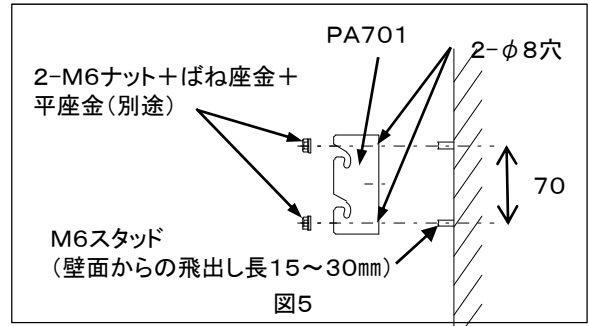 PA701
2-φ8穴
2-M6ナット+ばね座金+
平座金(別途)
70
M6スタッド
(壁面からの飛出し長15~30㎜)
図5